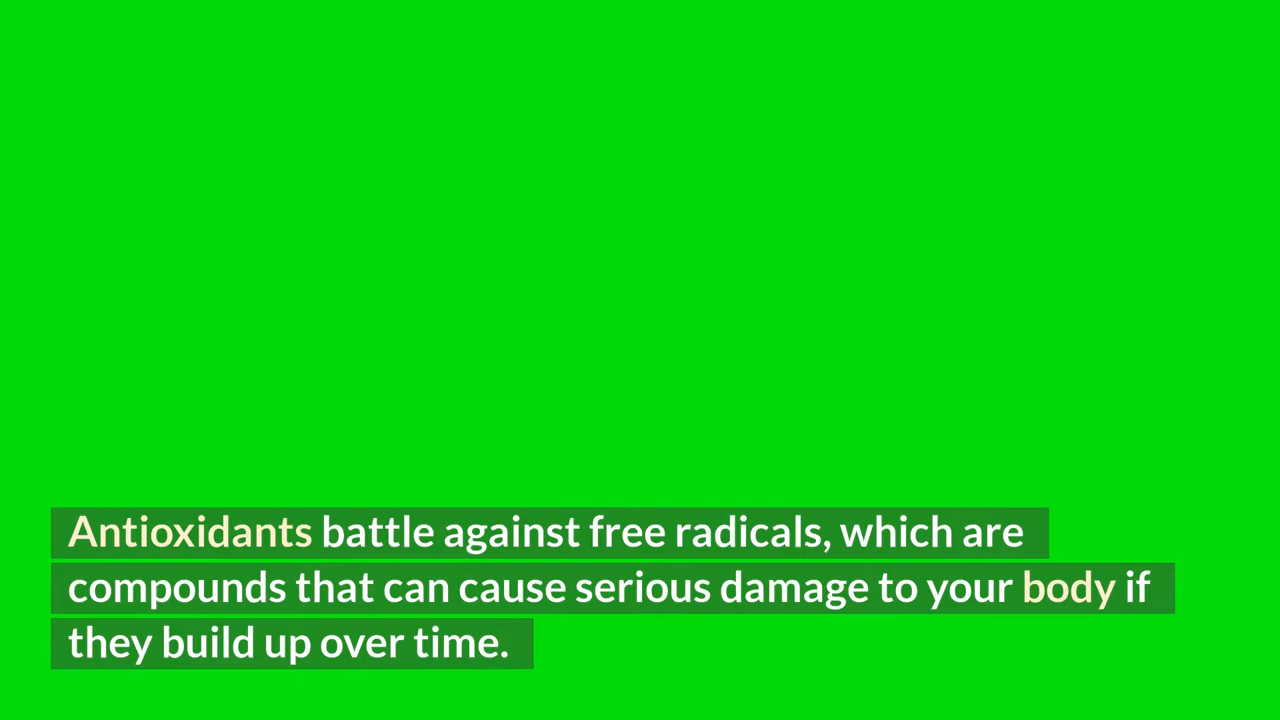 Antioxidants battle against free radicals, which are
compounds that can cause serious damage to your body if
they build up over time.